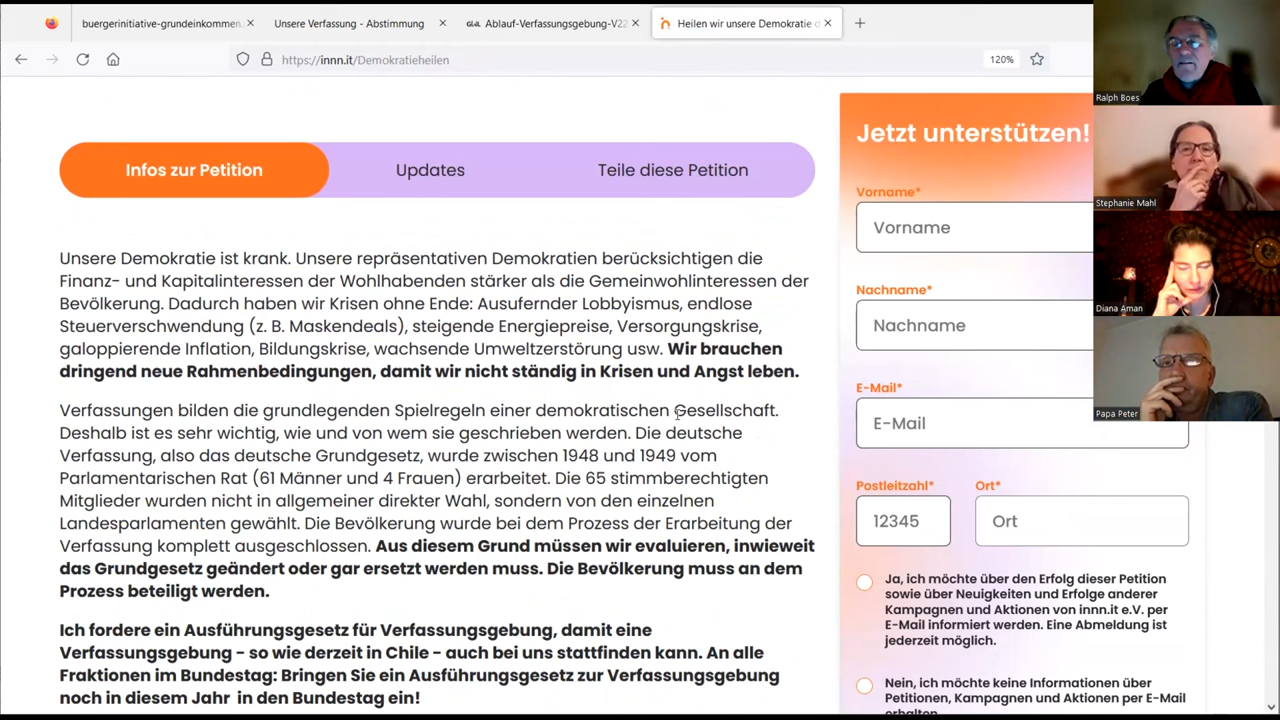 buergerinitiative-grundeinkommen.
Unsere Verfassung - Abstimmung
Ablauf-Verfassungsgebung-V22
Heilen wir unsere Demokratie d
https://innn.it/Demokratieheilen
120%
Infos zur Petition
Updates
Teile diese Petition
Unsere Demokratie ist krank. Unsere repräsentativen Demokratien berücksichtigen die
Finanz- und Kapitalinteressen der Wohlhabenden stärker als die Gemeinwohlinteressen der
Bevölkerung. Dadurch haben wir Krisen ohne Ende: Ausufernder Lobbyismus, endlose
Steuerverschwendung (z. B. Maskendeals), steigende Energiepreise, Versorgungskrise,
galoppierende Inflation, Bildungskrise, wachsende Umweltzerstörung usw. Wir brauchen
dringend neue Rahmenbedingungen, damit wir nicht ständig in Krisen und Angst leben.
Verfassungen bilden die grundlegenden Spielregeln einer demokratischen Gesellschaft.
Deshalb ist es sehr wichtig, wie und von wem sie geschrieben werden. Die deutsche
Verfassung, also das deutsche Grundgesetz, wurde zwischen 1948 und 1949 vom
Parlamentarischen Rat (61 Männer und 4 Frauen) erarbeitet. Die 65 stimmberechtigten
Mitglieder wurden nicht in allgemeiner direkter Wahl, sondern von den einzelnen
Landesparlamenten gewählt. Die Bevölkerung wurde bei dem Prozess der Erarbeitung der
Verfassung komplett ausgeschlossen. Aus diesem Grund müssen wir evaluieren, inwieweit
das Grundgesetz geändert oder gar ersetzt werden muss. Die Bevölkerung muss an dem
Prozess beteiligt werden.
Ich fordere ein Ausführungsgesetz für Verfassungsgebung, damit eine
Verfassungsgebung - so wie derzeit in Chile - auch bei uns stattfinden kann. An alle
Fraktionen im Bundestag: Bringen Sie ein Ausführungsgesetz zur Verfassungsgebung
noch in diesem Jahr in den Bundestag ein!
Jetzt unterstützen!
Vorname*
Vorname
Nachname*
Nachname
E-Mail*
E-Mail
Postleitzahl*
Ort*
12345
Ort
Ja, ich möchte über den Erfolg dieser Petition
sowie über Neuigkeiten und Erfolge anderer
Kampagnen und Aktionen von innn.it e.V. per
E-Mail informiert werden. Eine Abmeldung ist
jederzeit möglich.
Nein, ich möchte keine Informationen über
Petitionen, Kampagnen und Aktionen per E-Mail
erhalten.
Ralph Boes
Stephanie Mahl
Diana Aman
Papa Peter